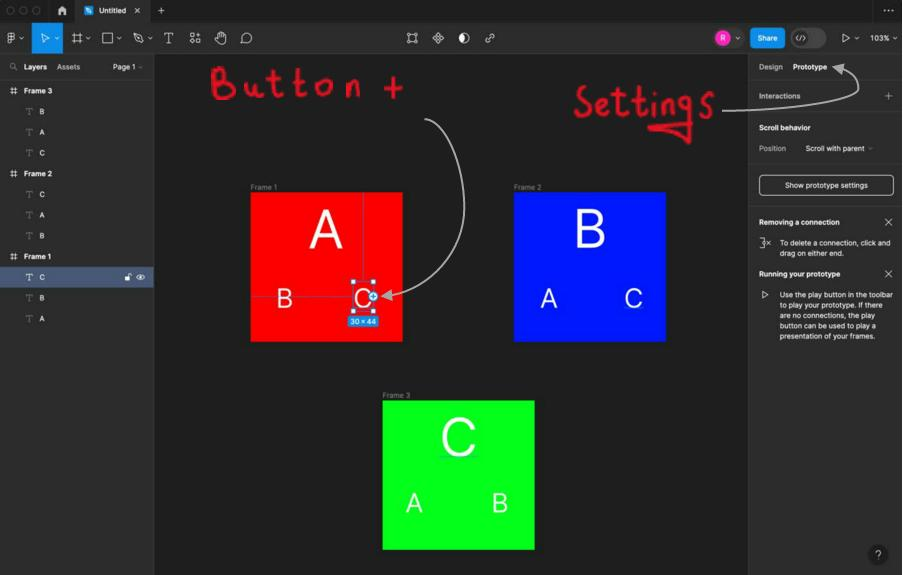 Untitled
R
Share
103%
Layers Assets Page 1
Frame 3
B
A
C
Frame 2
C
A
B
Frame 1
C
B
A
Button +
Settings
Frame 1
A
B C
30 × 44
Frame 2
B
A C
Frame 3
C
A B
Design Prototype
Interactions
Scroll behavior
Position Scroll with parent
Show prototype settings
Removing a connection
To delete a connection, click and
drag on either end.
Running your prototype
Use the play button in the toolbar
to play your prototype. If there
are no connections, the play
button can be used to play a
presentation of your frames.
?